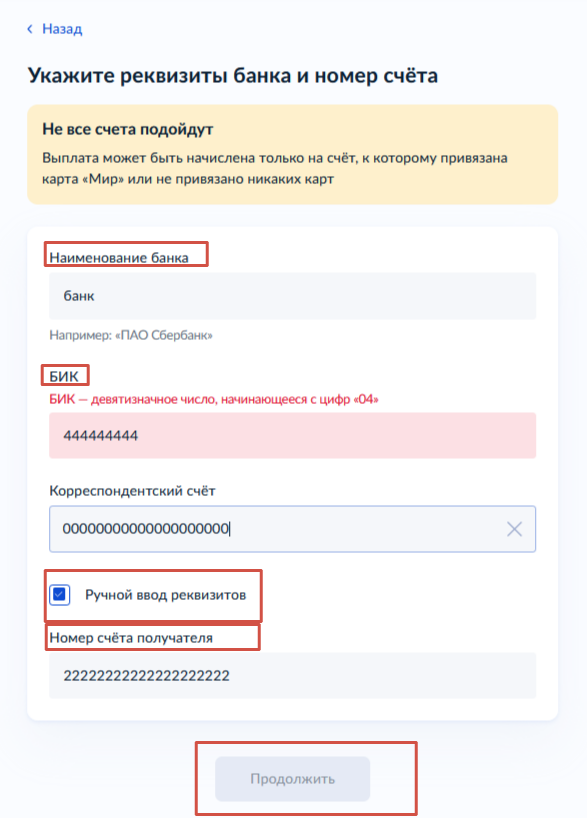 Назад
Укажите реквизиты банка и номер счёта
Не все счета подойдут
Выплата может быть начислена только на счёт, к которому привязана
карта «Мир» или не привязано никаких карт
Наименование банка
банк
Например: «ПАО Сбербанк»
БИК
БИК — девятизначное число, начинающееся с цифр «04»
444444444
Корреспондентский счёт
00000000000000000000
Ручной ввод реквизитов
Номер счёта получателя
22222222222222222222
Продолжить